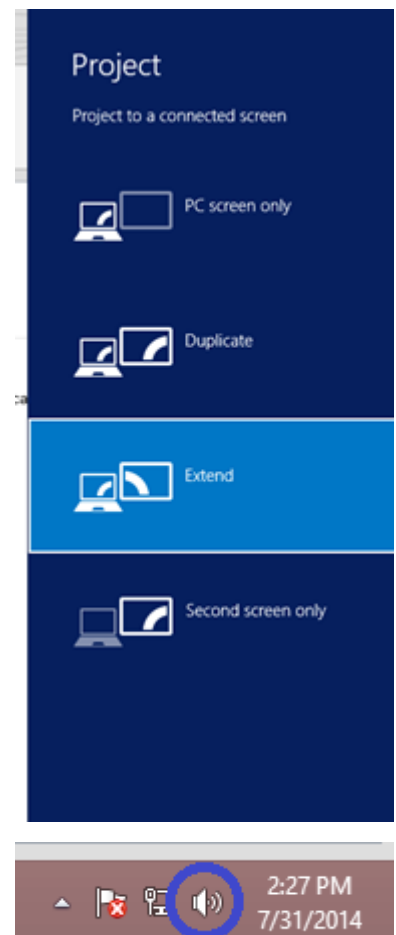 Project
Project to a connected screen
PC screen only
Duplicate
ca
Extend
Second screen only
2:27 PM
7/31/2014